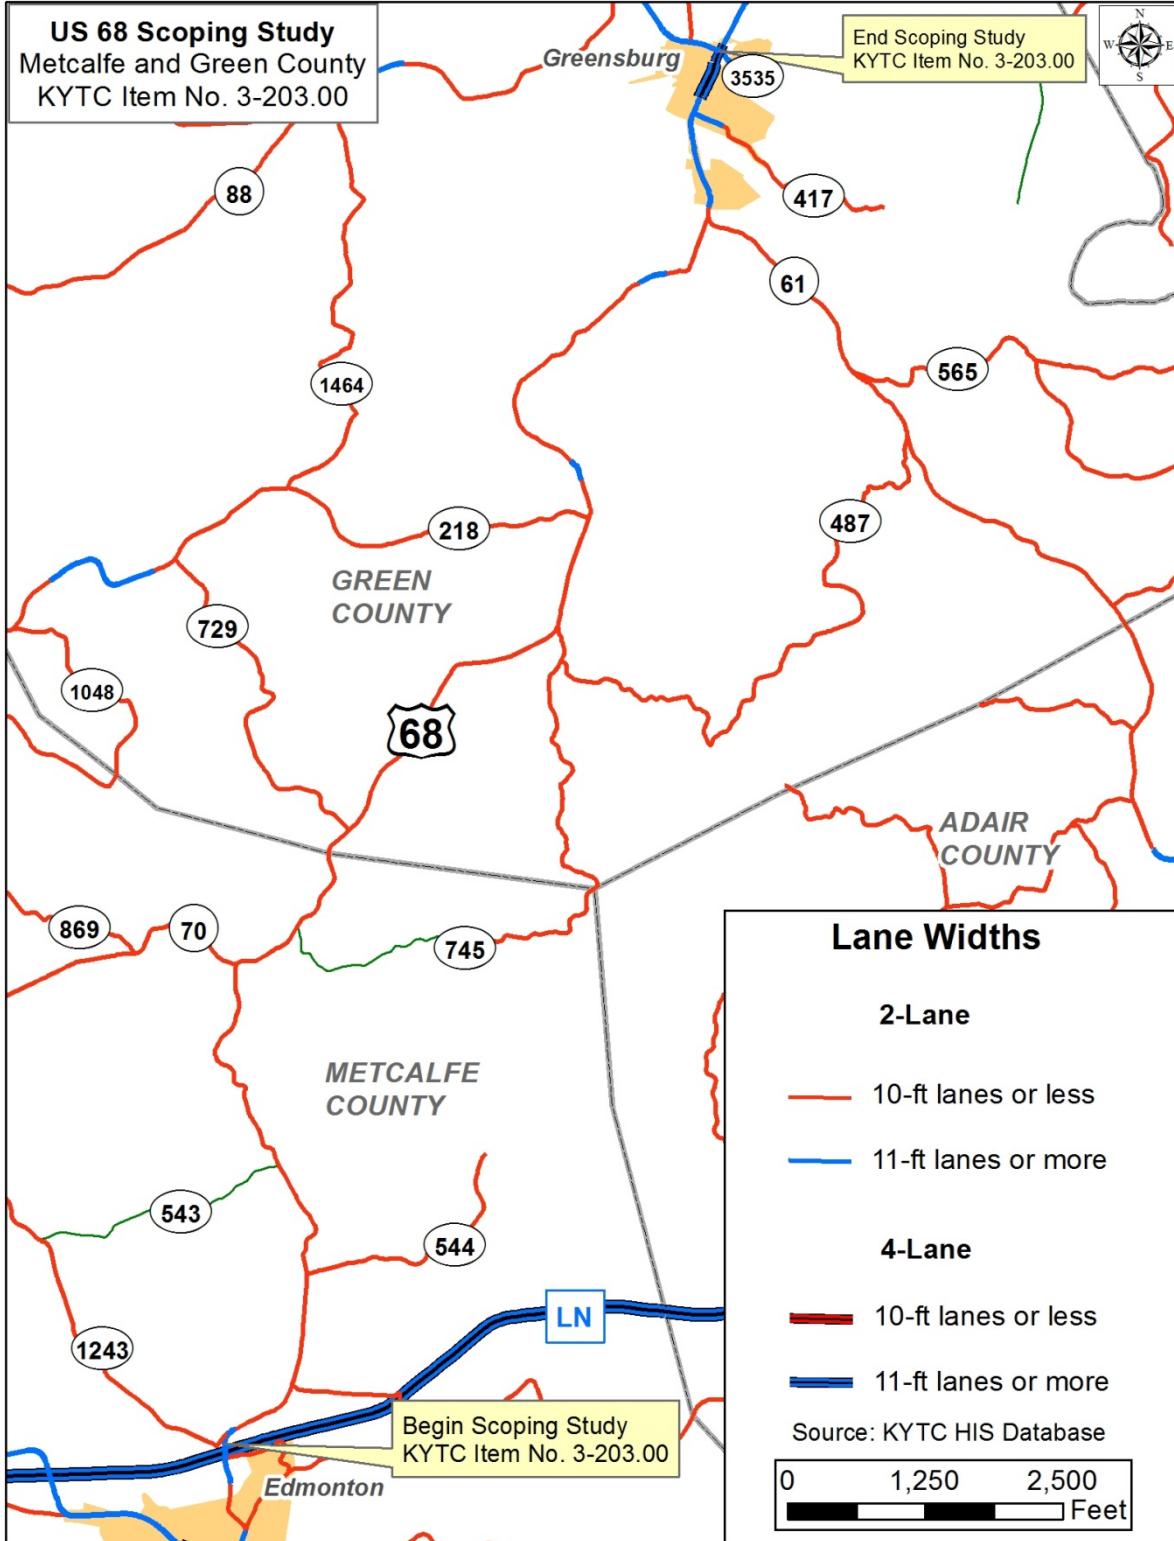 US 68 Scoping Study
Metcalfe and Green County
KYTC Item No. 3-203.00
Greensburg
3535
End Scoping Study
KYTC Item No. 3-203.00
N
W
E
S
88
417
61
1464
565
218
487
GREEN
COUNTY
729
1048
68
ADAIR
COUNTY
869
70
745
METCALFE
COUNTY
543
544
LN
1243
Begin Scoping Study
KYTC Item No. 3-203.00
Edmonton
Lane Widths
2-Lane
10-ft lanes or less
11-ft lanes or more
4-Lane
10-ft lanes or less
11-ft lanes or more
Source: KYTC HIS Database
0 1,250 2,500
Feet